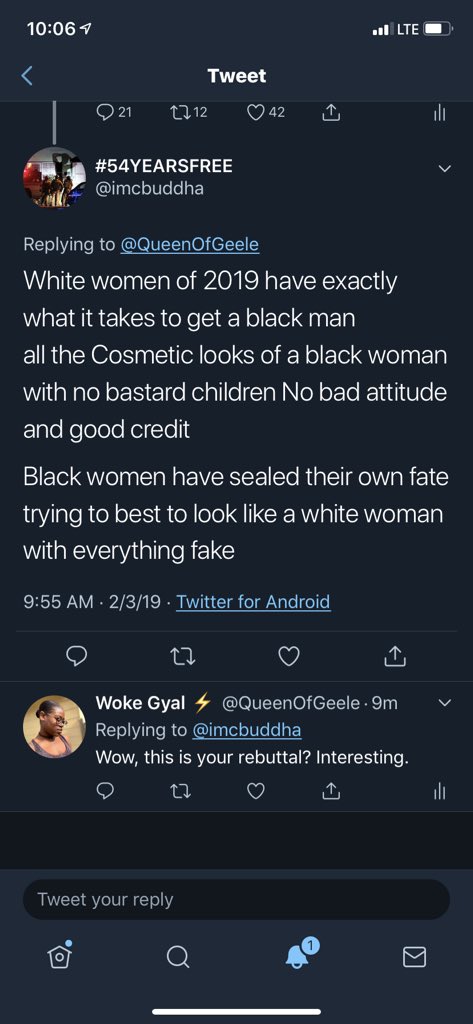 10:06
LTE
Tweet
21 12 42
#54YEARSFREE
@imcbuddha
Replying to @QueenOfGeele
White women of 2019 have exactly
what it takes to get a black man
all the Cosmetic looks of a black woman
with no bastard children No bad attitude
and good credit
Black women have sealed their own fate
trying to best to look like a white woman
with everything fake
9:55 AM · 2/3/19 · Twitter for Android
Woke Gyal ⚡ @QueenOfGeele · 9m
Replying to @imcbuddha
Wow, this is your rebuttal? Interesting.
Tweet your reply
1